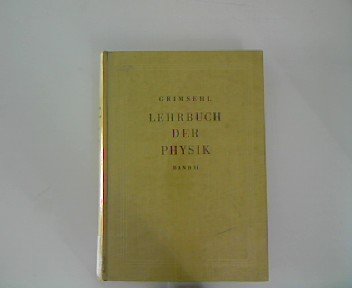 GRIMSEHL
LEHRBUCH
DER
PHYSIK
BAND II